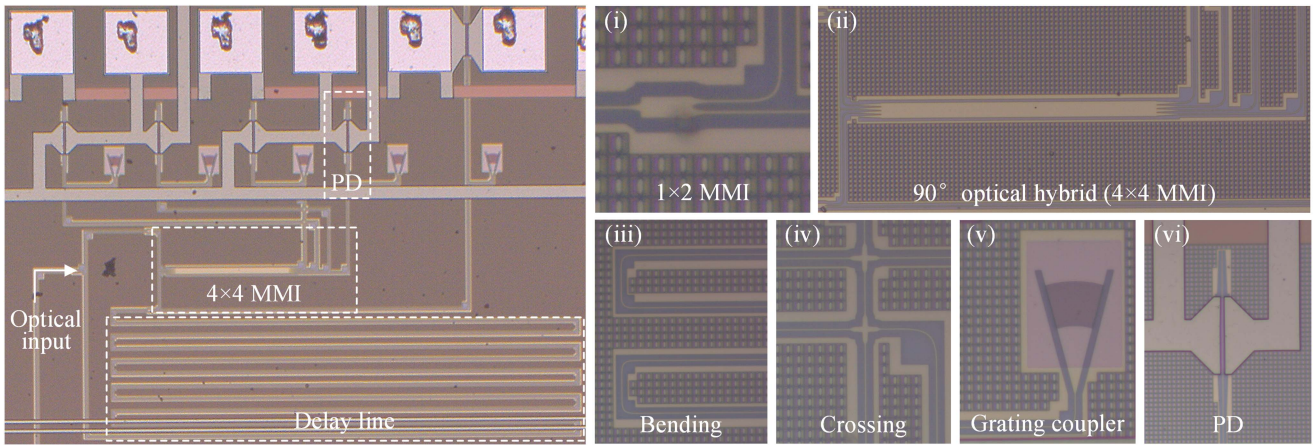 PD
4×4 MMI
Optical
input
Delay line
(i)
1×2 MMI
(ii)
90° optical hybrid (4×4 MMI)
(iii)
Bending
(iv)
Crossing
(v)
Grating coupler
(vi)
PD